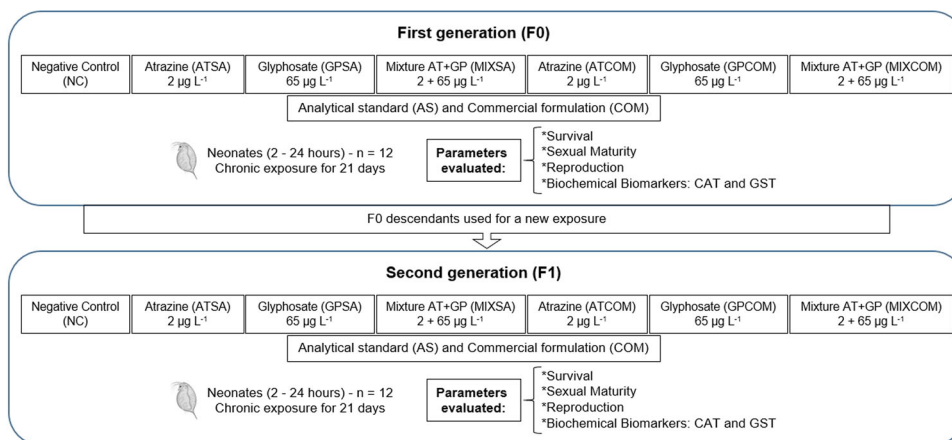 First generation (F0)
Negative Control Atrazine (ATSA) Glyphosate (GPSA) Mixture AT+GP (MIXSA) Atrazine (ATCOM) Glyphosate (GPCOM) Mixture AT+GP (MIXCOM)
(NC) 2 µg L⁻¹ 65 µg L⁻¹ 2 + 65 µg L⁻¹ 2 µg L⁻¹ 65 µg L⁻¹ 2 + 65 µg L⁻¹
Analytical standard (AS) and Commercial formulation (COM)
Neonates (2 - 24 hours) - n = 12
Chronic exposure for 21 days
Parameters
evaluated:
*Survival
*Sexual Maturity
*Reproduction
*Biochemical Biomarkers: CAT and GST
F0 descendants used for a new exposure
Second generation (F1)
Negative Control Atrazine (ATSA) Glyphosate (GPSA) Mixture AT+GP (MIXSA) Atrazine (ATCOM) Glyphosate (GPCOM) Mixture AT+GP (MIXCOM)
(NC) 2 µg L⁻¹ 65 µg L⁻¹ 2 + 65 µg L⁻¹ 2 µg L⁻¹ 65 µg L⁻¹ 2 + 65 µg L⁻¹
Analytical standard (AS) and Commercial formulation (COM)
Neonates (2 - 24 hours) - n = 12
Chronic exposure for 21 days
Parameters
evaluated:
*Survival
*Sexual Maturity
*Reproduction
*Biochemical Biomarkers: CAT and GST